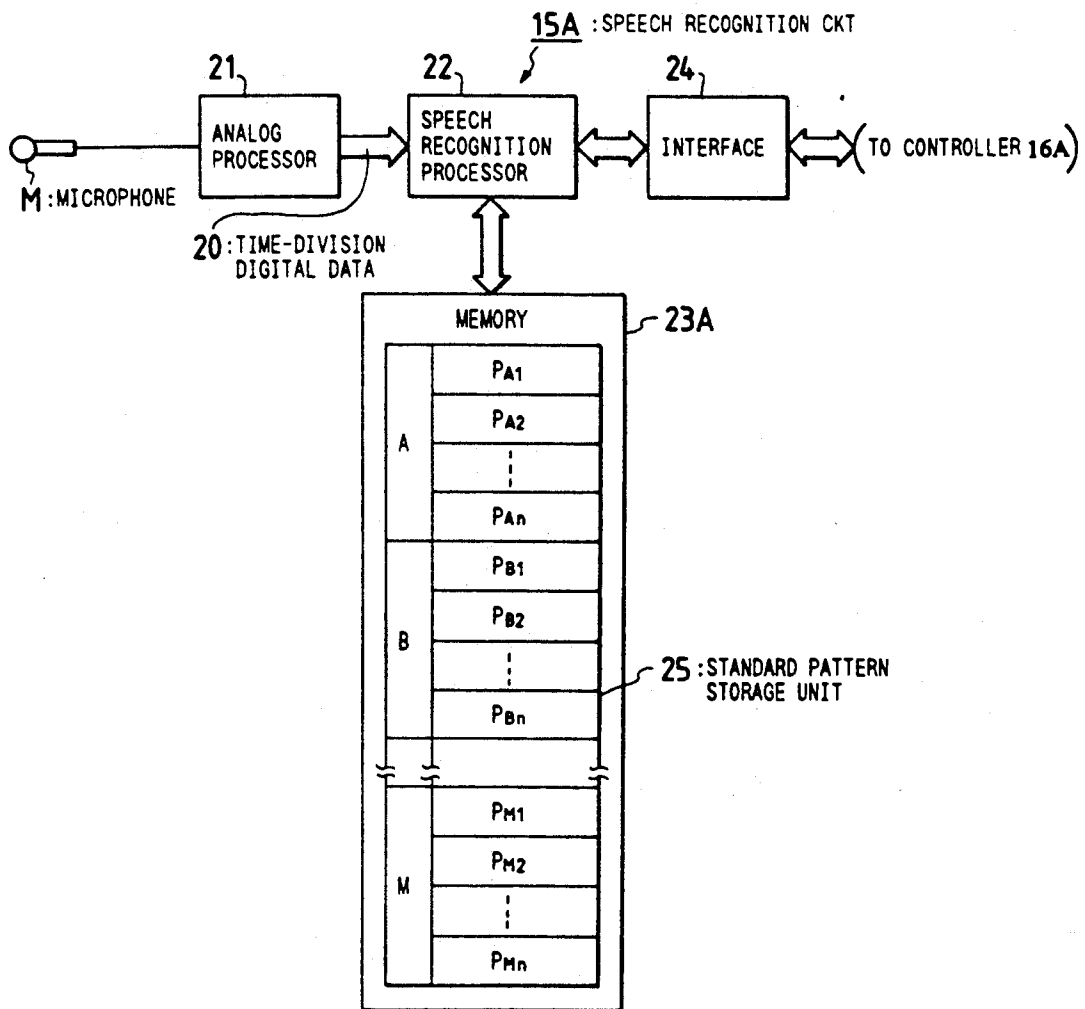 15A : SPEECH RECOGNITION CKT
21
22
24
ANALOG
PROCESSOR
SPEECH
RECOGNITION
PROCESSOR
INTERFACE
(TO CONTROLLER 16A)
M : MICROPHONE
20 : TIME-DIVISION
DIGITAL DATA
MEMORY
23A
A
PA1
PA2
PAn
B
PB1
PB2
PBn
25 : STANDARD PATTERN
STORAGE UNIT
M
PM1
PM2
PMn